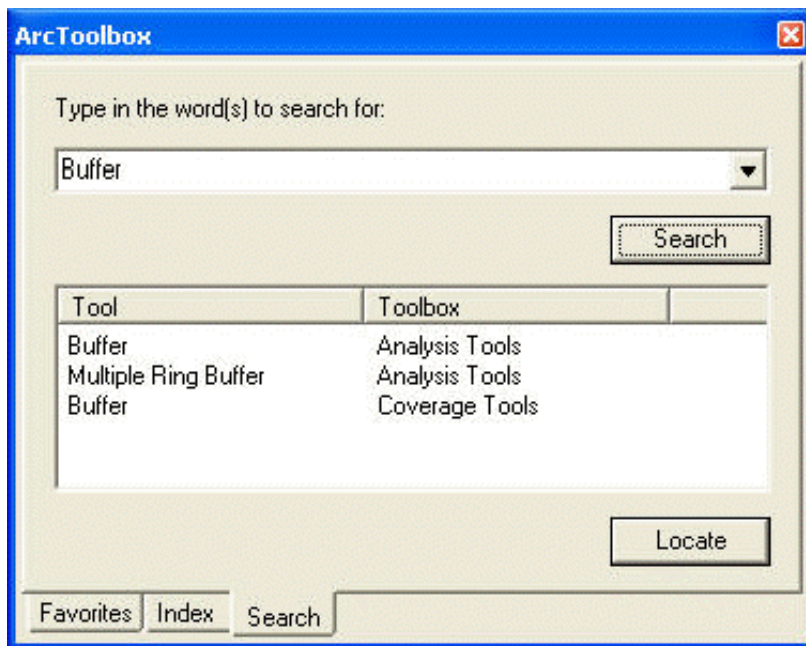 ArcToolbox
Type in the word(s) to search for:
Buffer
Search
Tool Toolbox
Buffer Analysis Tools
Multiple Ring Buffer Analysis Tools
Buffer Coverage Tools
Locate
Favorites Index Search